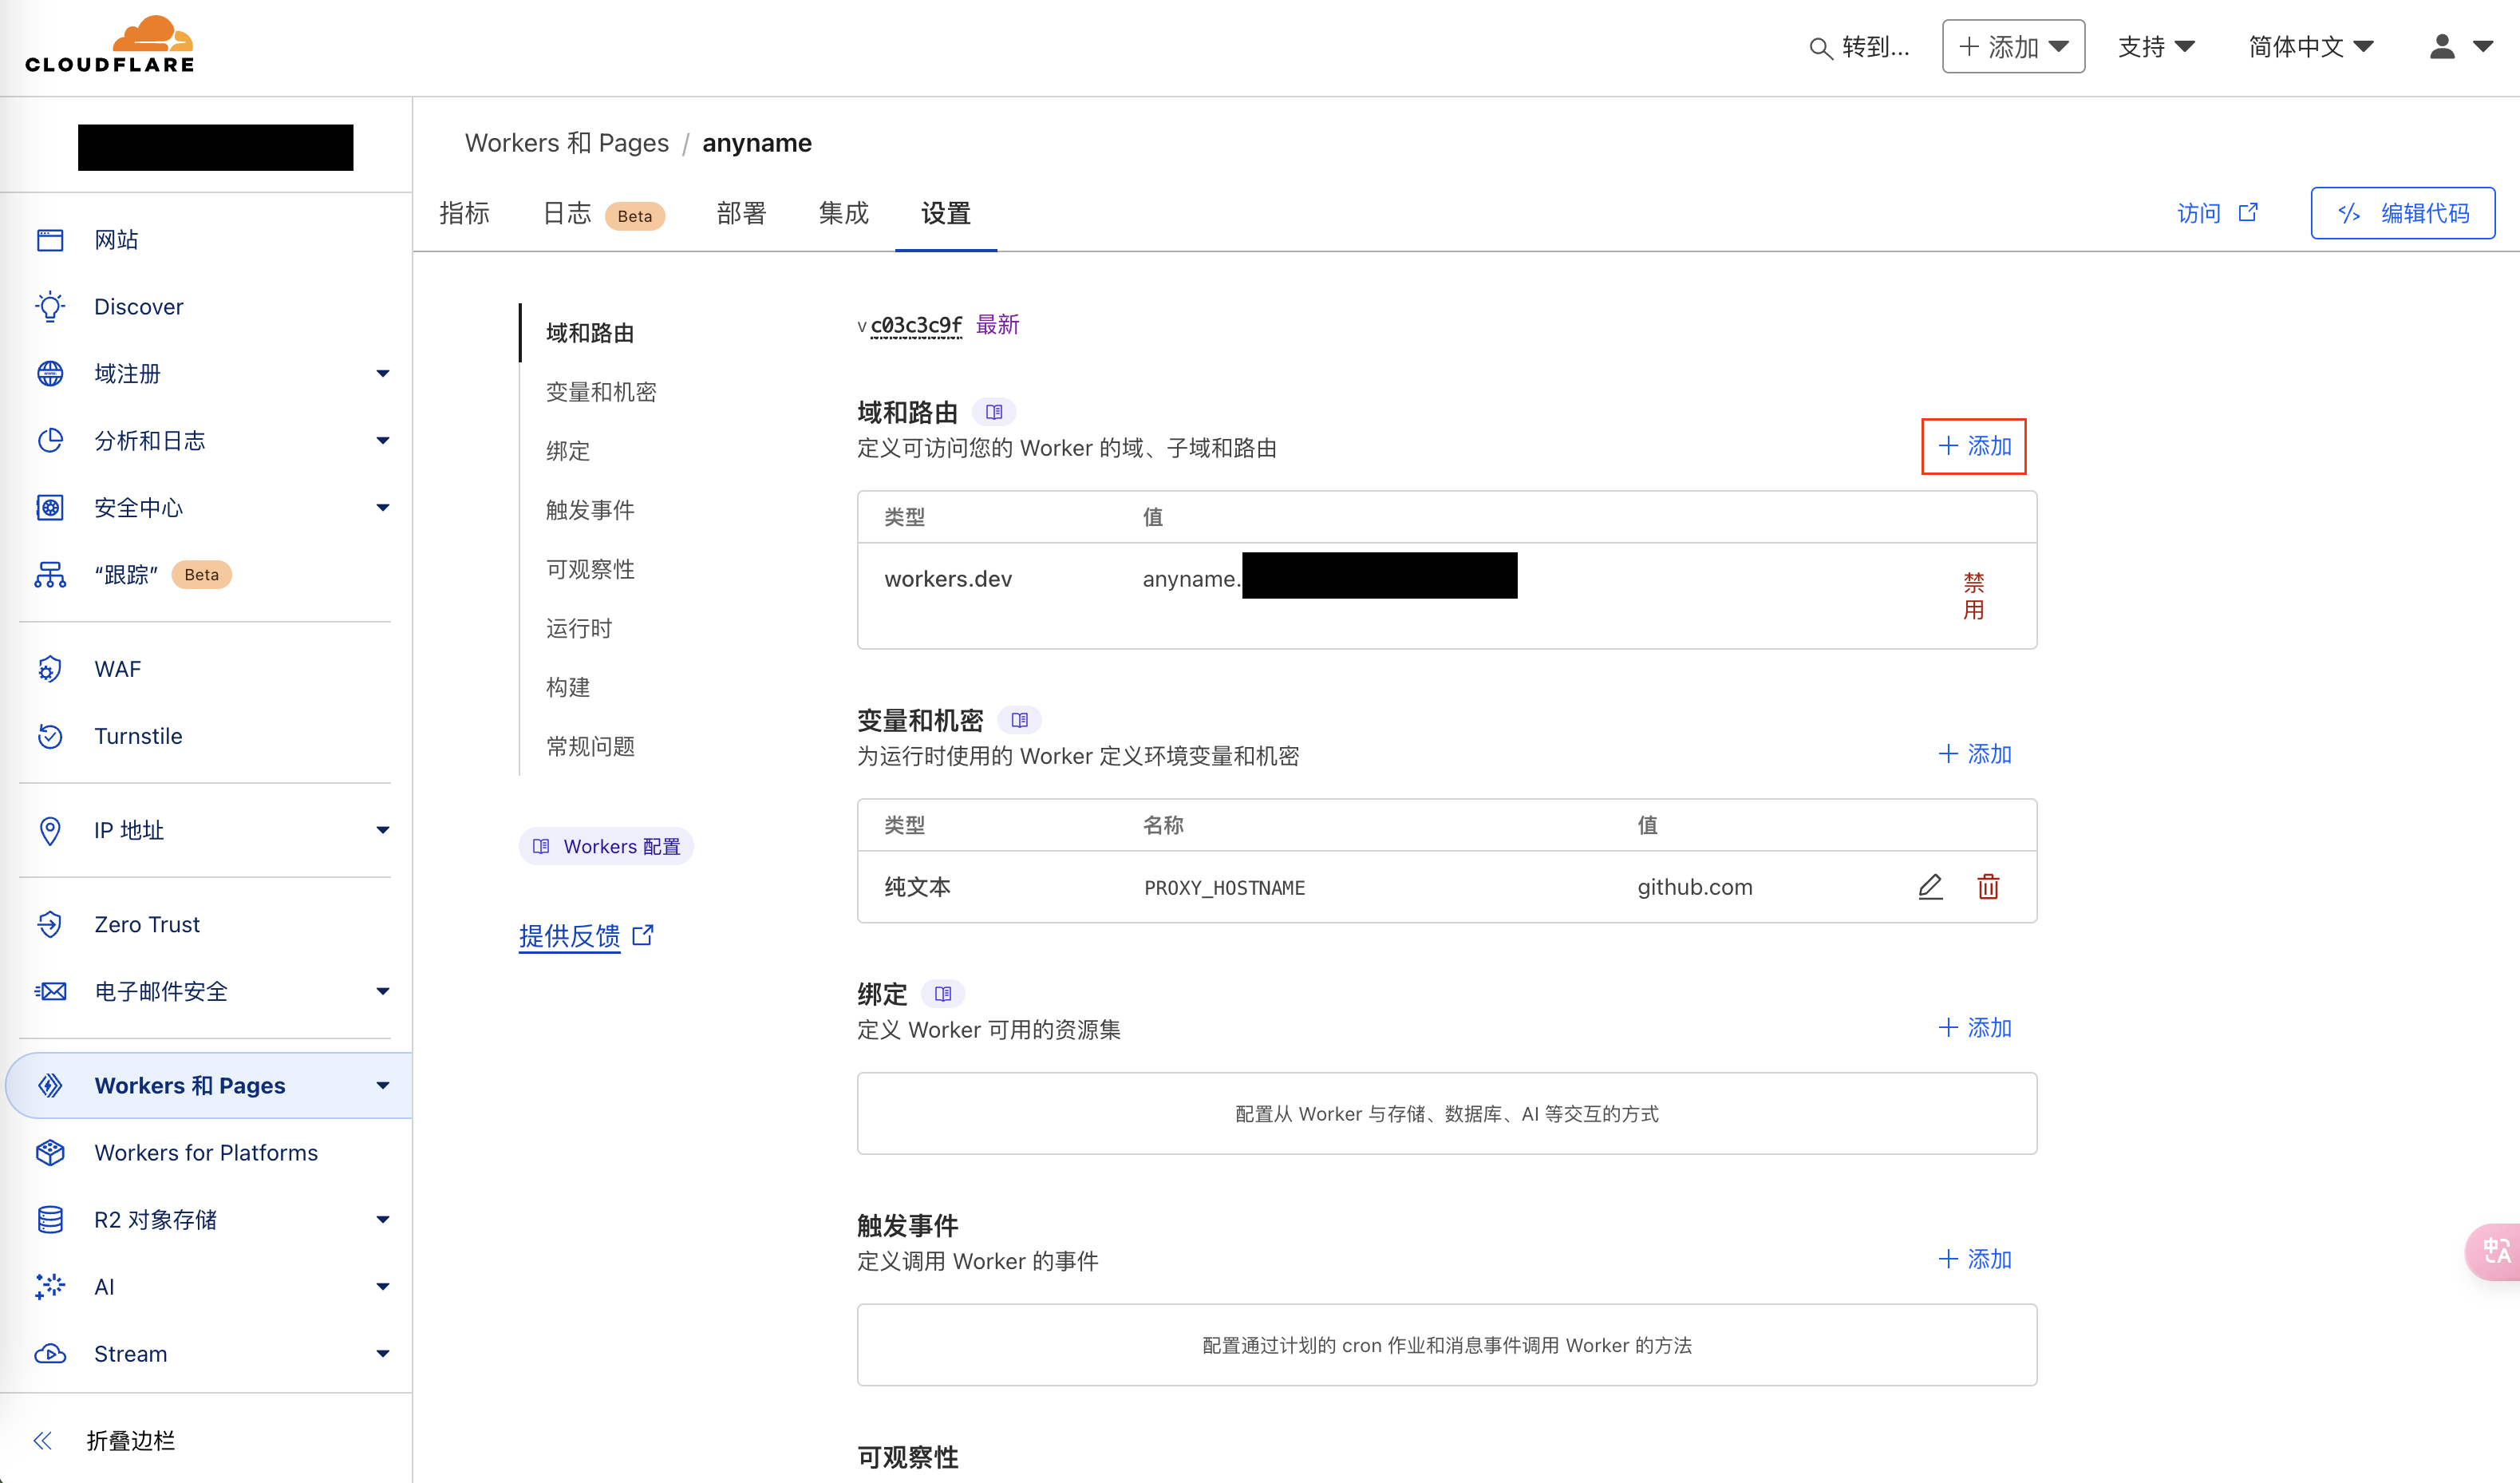 CLOUDFLARE
转到...
添加
支持
简体中文
Workers 和 Pages / anyname
指标
日志 Beta
部署
集成
设置
访问
编辑代码
网站
Discover
域注册
分析和日志
安全中心
“跟踪” Beta
WAF
Turnstile
IP 地址
Zero Trust
电子邮件安全
Workers 和 Pages
Workers for Platforms
R2 对象存储
AI
Stream
折叠边栏
域和路由
变量和机密
绑定
触发事件
可观察性
运行时
构建
常规问题
Workers 配置
提供反馈
v c03c3c9f 最新
域和路由
定义可访问您的 Worker 的域、子域和路由
添加
类型 值
workers.dev anyname.
禁
用
变量和机密
为运行时使用的 Worker 定义环境变量和机密
添加
类型 名称 值
纯文本 PROXY_HOSTNAME github.com
绑定
定义 Worker 可用的资源集
添加
配置从 Worker 与存储、数据库、AI 等交互的方式
触发事件
定义调用 Worker 的事件
添加
配置通过计划的 cron 作业和消息事件调用 Worker 的方法
可观察性
中A